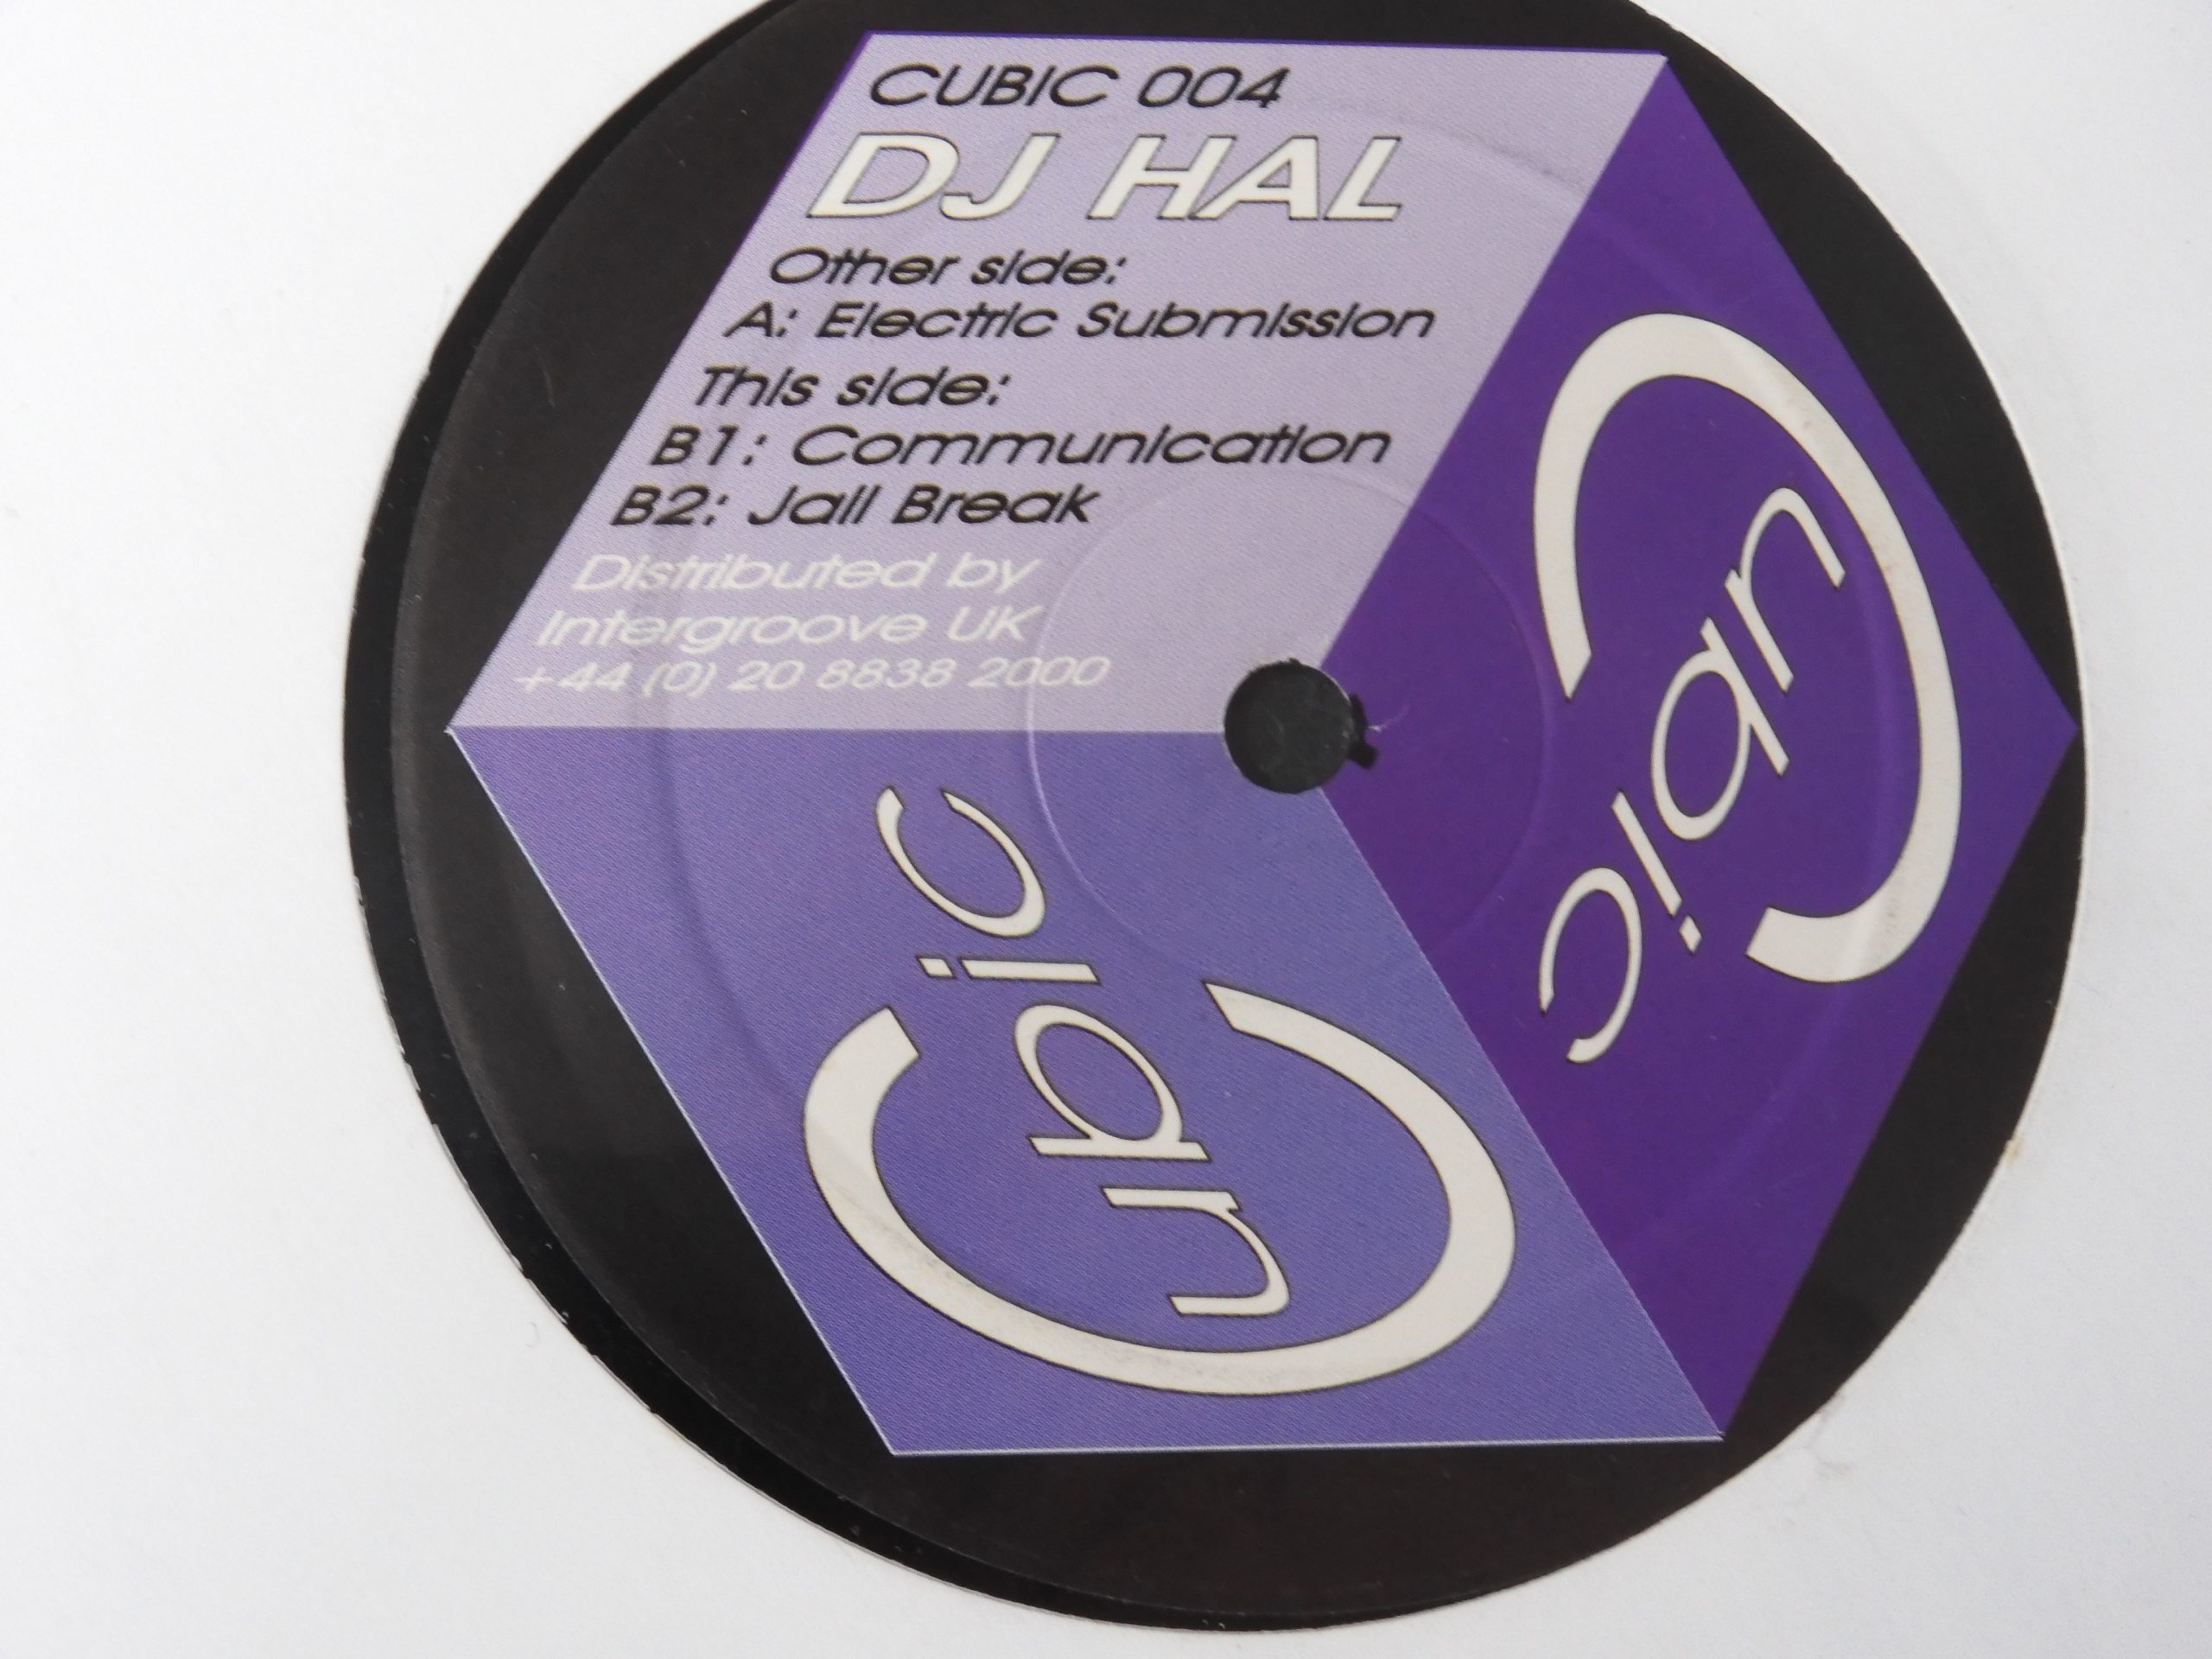 CUBIC 004
DJ HAL
Other side:
A: Electric Submission
This side:
B1: Communication
B2: Jail Break
Distributed by
Intergroove UK
+44 (0) 20 8838 2000
Cubic
Cubic